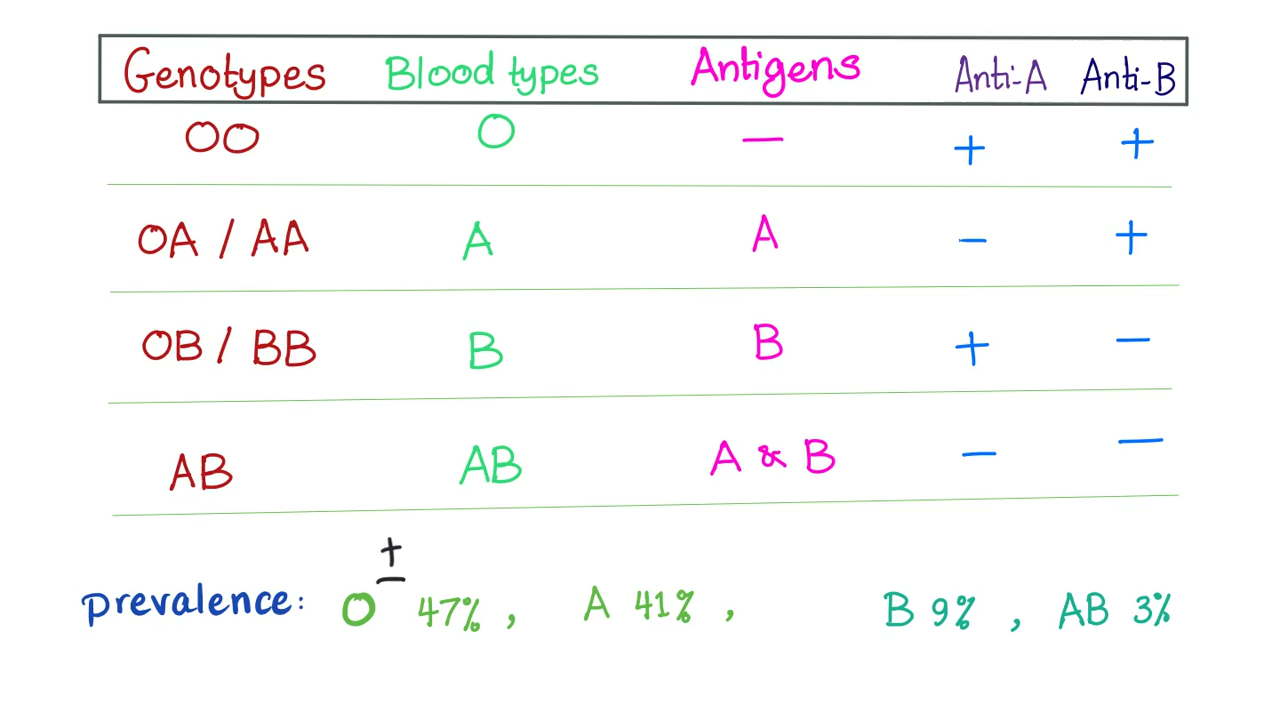 Genotypes Blood types Antigens Anti-A Anti-B
OO O — + +
OA / AA A A - +
OB / BB B B + —
AB AB A & B - —
prevalence: O ± 47%, A 41%, B 9%, AB 3%